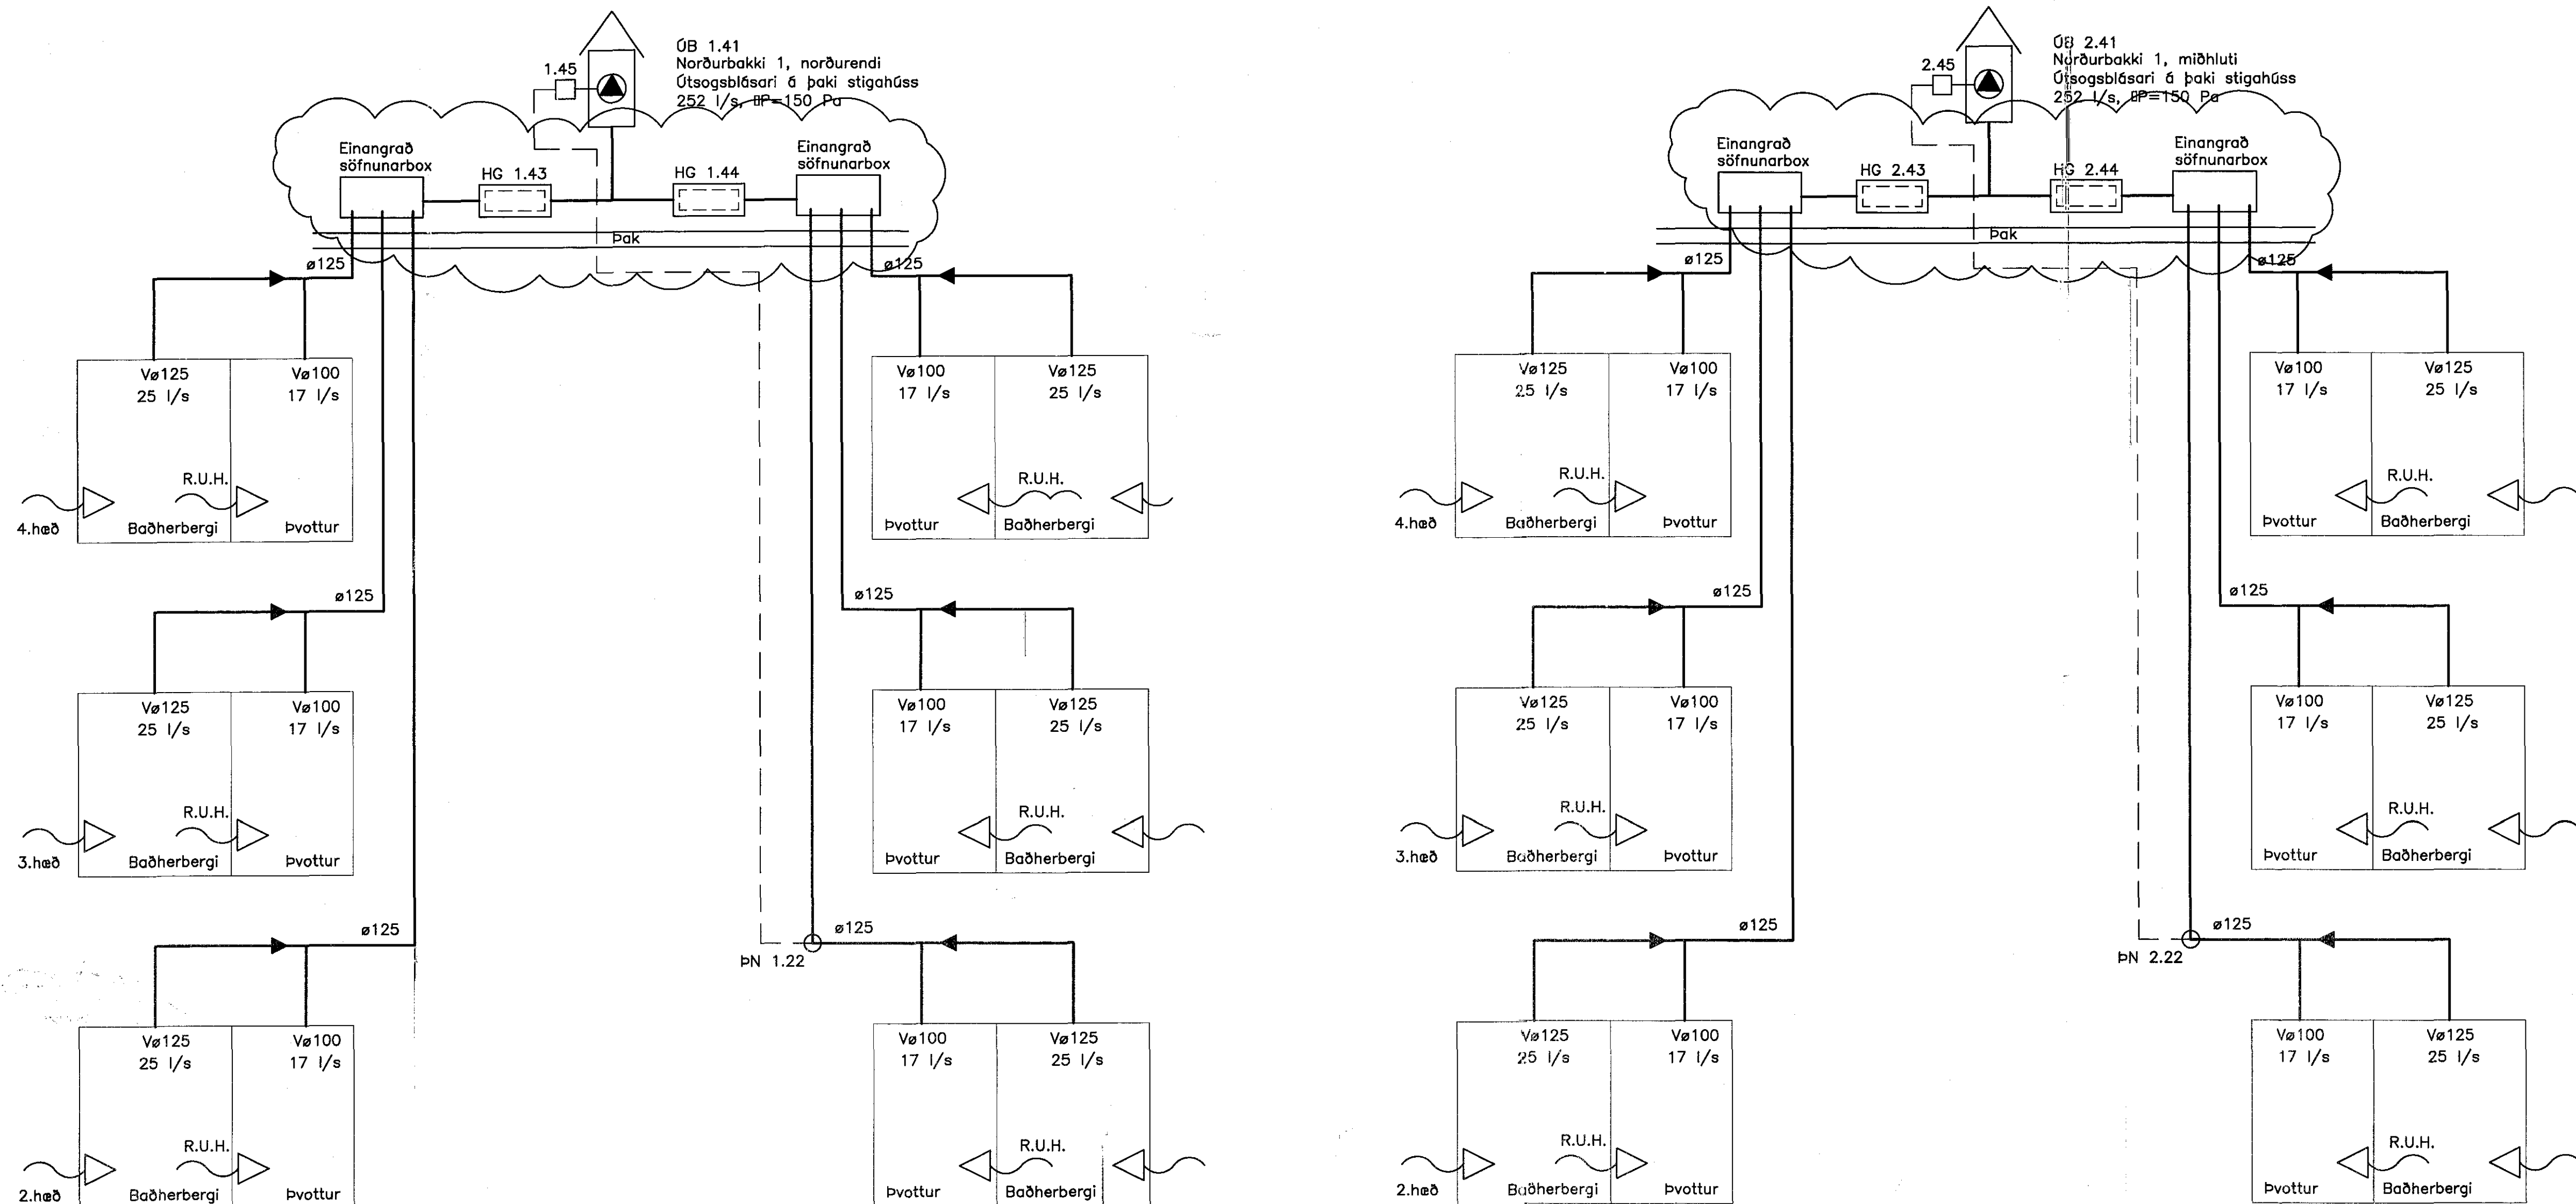 ÚB 1.41
Norðurbakki 1, norðurendi
Útsogsblásari á þaki stigahúss
252 l/s, P=150 Pa
1.45
Einangrað
söfnunarbox
HG 1.43
HG 1.44
Einangrað
söfnunarbox
Þak
ø125
ø125
Vø125
25 l/s
Vø100
17 l/s
R.U.H.
4.hæð
Baðherbergi
Þvottur
Vø100
17 l/s
Vø125
25 l/s
R.U.H.
Þvottur
Baðherbergi
ø125
ø125
Vø125
25 l/s
Vø100
17 l/s
R.U.H.
3.hæð
Baðherbergi
Þvottur
Vø100
17 l/s
Vø125
25 l/s
R.U.H.
Þvottur
Baðherbergi
ø125
ø125
ÞN 1.22
Vø125
25 l/s
Vø100
17 l/s
R.U.H.
2.hæð
Baðherbergi
Þvottur
Vø100
17 l/s
Vø125
25 l/s
R.U.H.
Þvottur
Baðherbergi
ÚB 2.41
Norðurbakki 1, miðhluti
Útsogsblásari á þaki stigahúss
252 l/s, P=150 Pa
2.45
Einangrað
söfnunarbox
HG 2.43
HG 2.44
Einangrað
söfnunarbox
Þak
ø125
ø125
Vø125
25 l/s
Vø100
17 l/s
R.U.H.
4.hæð
Baðherbergi
Þvottur
Vø100
17 l/s
Vø125
25 l/s
R.U.H.
Þvottur
Baðherbergi
ø125
ø125
Vø125
25 l/s
Vø100
17 l/s
R.U.H.
3.hæð
Baðherbergi
Þvottur
Vø100
17 l/s
Vø125
25 l/s
R.U.H.
Þvottur
Baðherbergi
ø125
ø125
ÞN 2.22
Vø125
25 l/s
Vø100
17 l/s
R.U.H.
2.hæð
Baðherbergi
Þvottur
Vø100
17 l/s
Vø125
25 l/s
R.U.H.
Þvottur
Baðherbergi